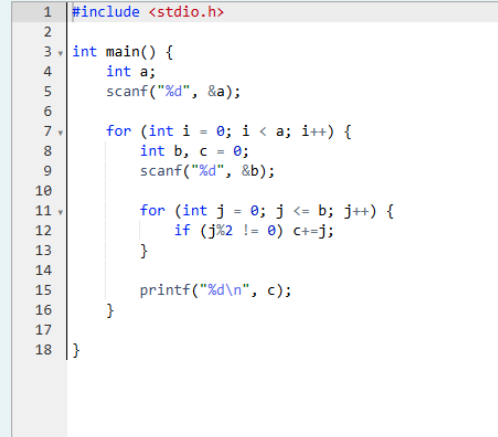 1 #include <stdio.h>
2
3 int main() {
4 int a;
5 scanf("%d", &a);
6
7 for (int i = 0; i < a; i++) {
8 int b, c = 0;
9 scanf("%d", &b);
10
11 for (int j = 0; j <= b; j++) {
12 if (j%2 != 0) c+=j;
13 }
14
15 printf("%d\n", c);
16 }
17
18 }